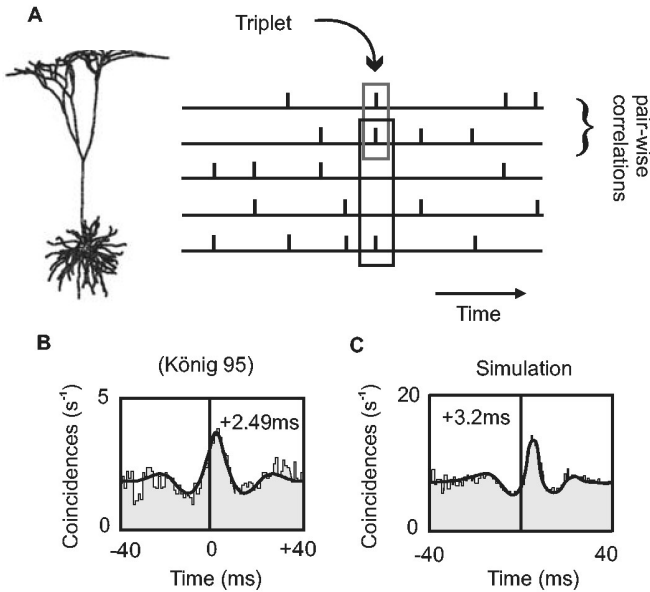 A
Triplet
pair-wise
correlations
Time
B
(König 95)
5
+2.49ms
Coincidences (s⁻¹)
0
-40
0
+40
Time (ms)
C
Simulation
20
+3.2ms
Coincidences (s⁻¹)
0
-40
40
Time (ms)